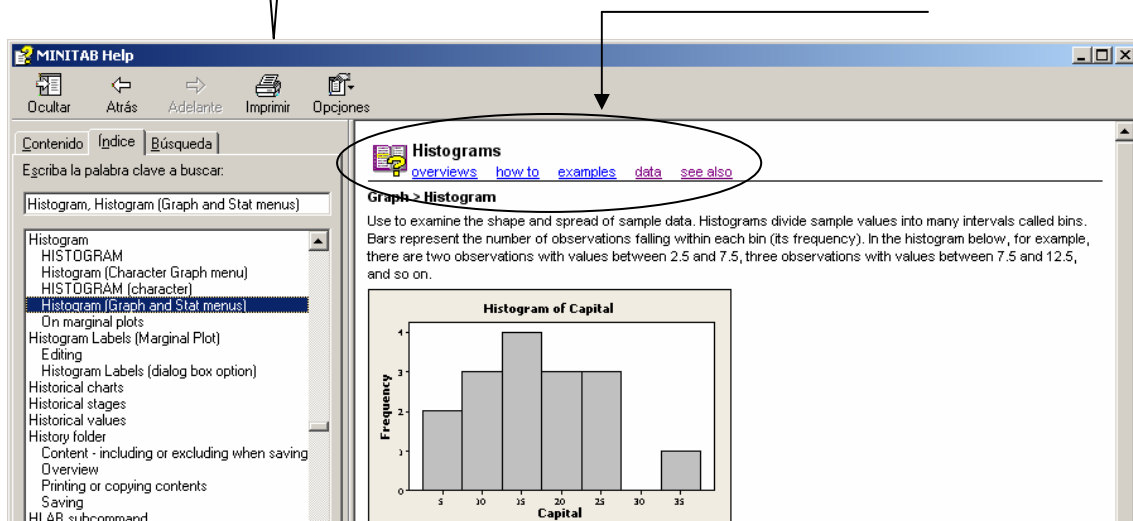 MINITAB Help
Ocultar Atrás Adelante Imprimir Opciones
Contenido Índice Búsqueda
Escriba la palabra clave a buscar:
Histogram, Histogram (Graph and Stat menus)
Histogram
HISTOGRAM
Histogram (Character Graph menu)
HISTOGRAM (character)
Histogram (Graph and Stat menus)
On marginal plots
Histogram Labels (Marginal Plot)
Editing
Histogram Labels (dialog box option)
Historical charts
Historical stages
Historical values
History folder
Content - including or excluding when saving
Overview
Printing or copying contents
Saving
HLAB subcommand
Histograms
overviews how to examples data see also
Graph > Histogram
Use to examine the shape and spread of sample data. Histograms divide sample values into many intervals called bins.
Bars represent the number of observations falling within each bin (its frequency). In the histogram below, for example,
there are two observations with values between 2.5 and 7.5, three observations with values between 7.5 and 12.5,
and so on.
Histogram of Capital
Frequency
4
3
2
1
0
5 10 15 20 25 30 35
Capital